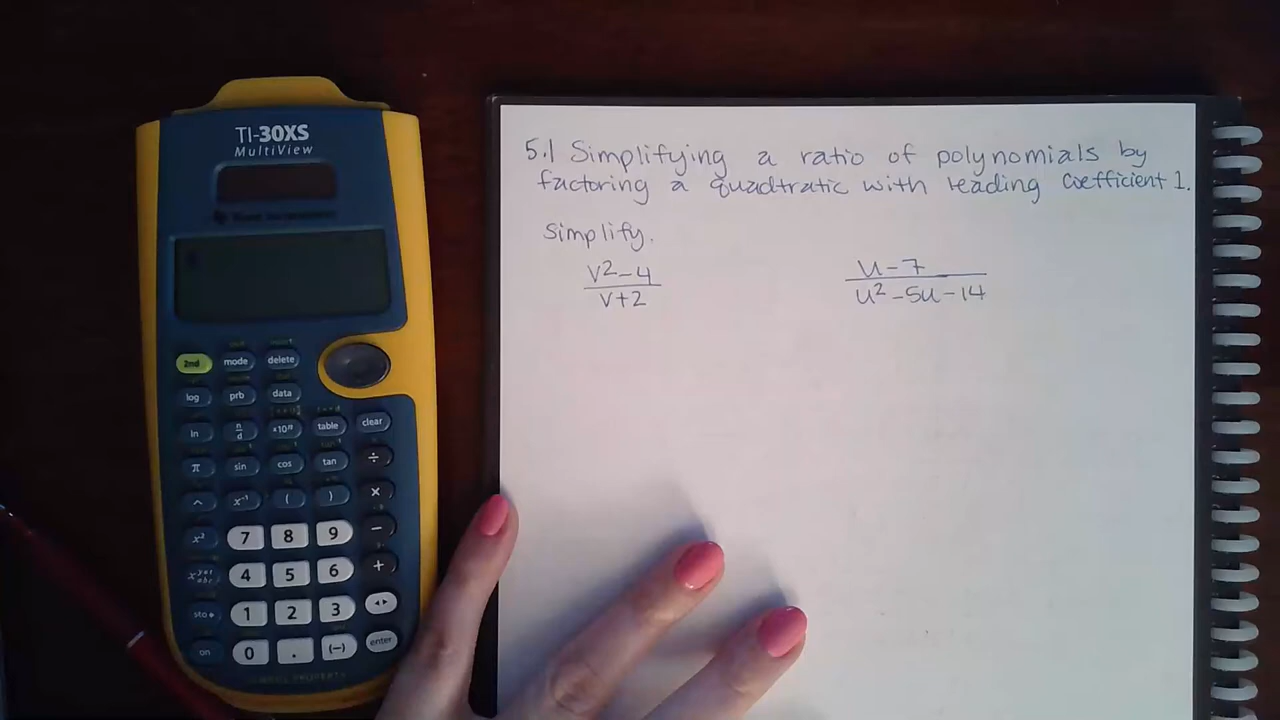 TI-30XS
MultiView
5.1 Simplifying a ratio of polynomials by
factoring a quadtratic with leading coefficient 1.
Simplify.
v²-4
v+2
u-7
u²-5u-14
2nd mode delete
log prb data
ln n/d ×10ⁿ table clear
π sin cos tan ÷
^ x⁻¹ ( ) ×
x² 7 8 9 −
4 5 6 +
sto 1 2 3
on 0 . (−) enter